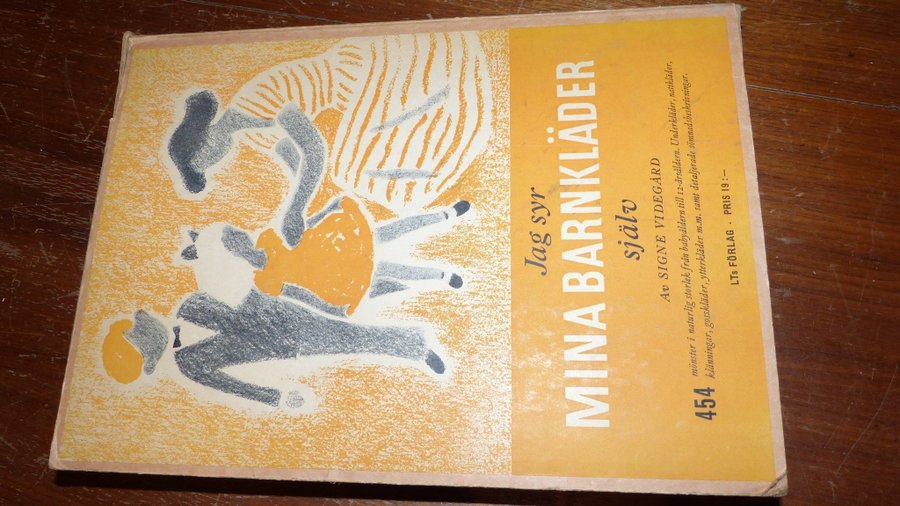 Jag syr
MINA BARNKLÄDER
själv
Av SIGNE VIDEGÅRD
454 mönster i naturlig storlek från babyåldern till 12-årsåldern. Underkläder, nattkläder,
klänningar, gosskläder, ytterkläder m.m. samt detaljerade sömnadsbeskrivningar.
LTs FÖRLAG · PRIS 19:—